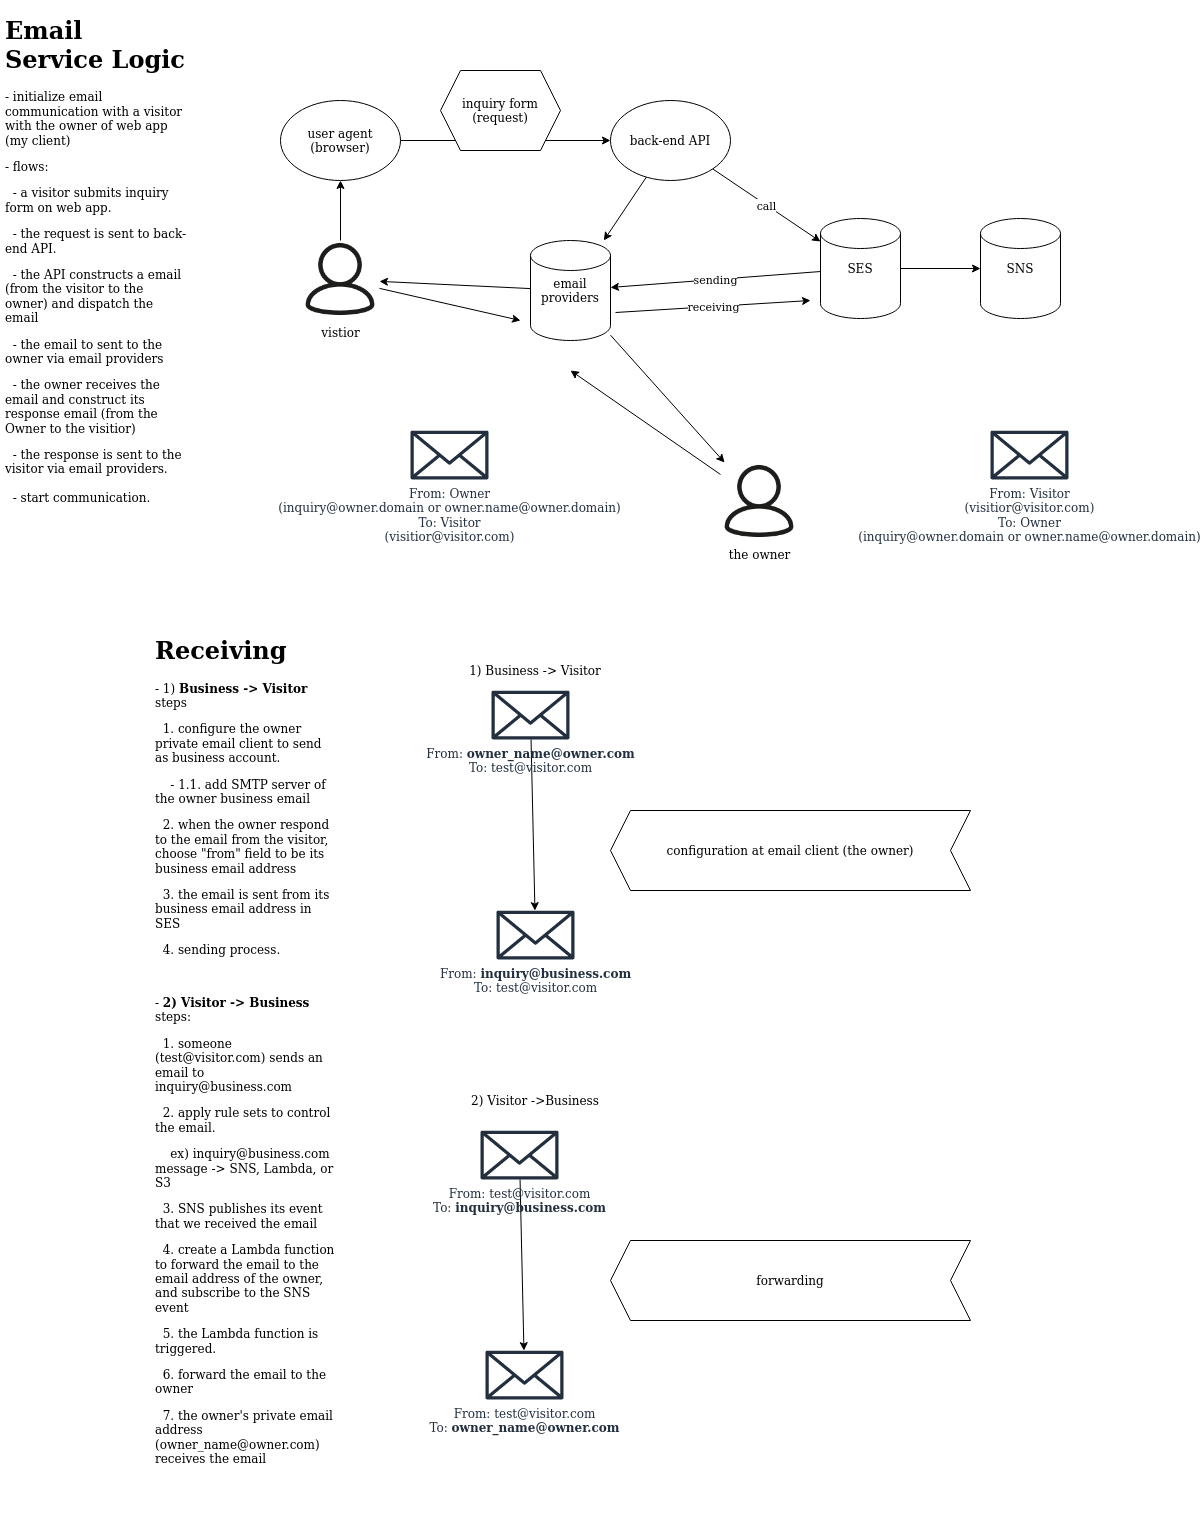 Email
Service Logic
- initialize email
communication with a visitor
with the owner of web app
(my client)
- flows:
- a visitor submits inquiry
form on web app.
- the request is sent to back-
end API.
- the API constructs a email
(from the visitor to the
owner) and dispatch the
email
- the email to sent to the
owner via email providers
- the owner receives the
email and construct its
response email (from the
Owner to the visitior)
- the response is sent to the
visitor via email providers.
- start communication.
inquiry form
(request)
user agent
(browser)
back-end API
call
SES
SNS
email
providers
sending
receiving
vistior
From: Owner
(inquiry@owner.domain or owner.name@owner.domain)
To: Visitor
(visitior@visitor.com)
the owner
From: Visitor
(visitior@visitor.com)
To: Owner
(inquiry@owner.domain or owner.name@owner.domain)
Receiving
- 1) Business -> Visitor
steps
1. configure the owner
private email client to send
as business account.
- 1.1. add SMTP server of
the owner business email
2. when the owner respond
to the email from the visitor,
choose "from" field to be its
business email address
3. the email is sent from its
business email address in
SES
4. sending process.
- 2) Visitor -> Business
steps:
1. someone
(test@visitor.com) sends an
email to
inquiry@business.com
2. apply rule sets to control
the email.
ex) inquiry@business.com
message -> SNS, Lambda, or
S3
3. SNS publishes its event
that we received the email
4. create a Lambda function
to forward the email to the
email address of the owner,
and subscribe to the SNS
event
5. the Lambda function is
triggered.
6. forward the email to the
owner
7. the owner's private email
address
(owner_name@owner.com)
receives the email
1) Business -> Visitor
From: owner_name@owner.com
To: test@visitor.com
configuration at email client (the owner)
From: inquiry@business.com
To: test@visitor.com
2) Visitor ->Business
From: test@visitor.com
To: inquiry@business.com
forwarding
From: test@visitor.com
To: owner_name@owner.com